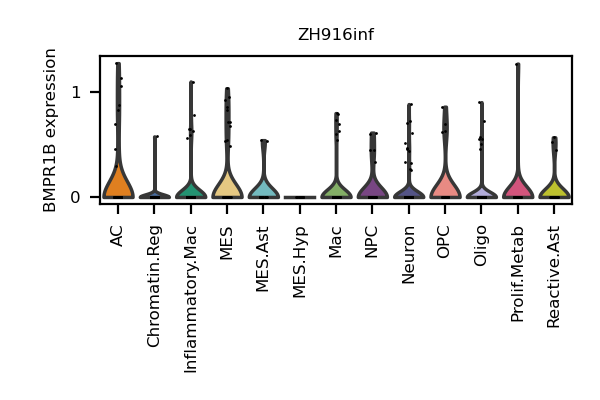 ZH916inf
BMPR1B expression
1
0
AC
Chromatin.Reg
Inflammatory.Mac
MES
MES.Ast
MES.Hyp
Mac
NPC
Neuron
OPC
Oligo
Prolif.Metab
Reactive.Ast